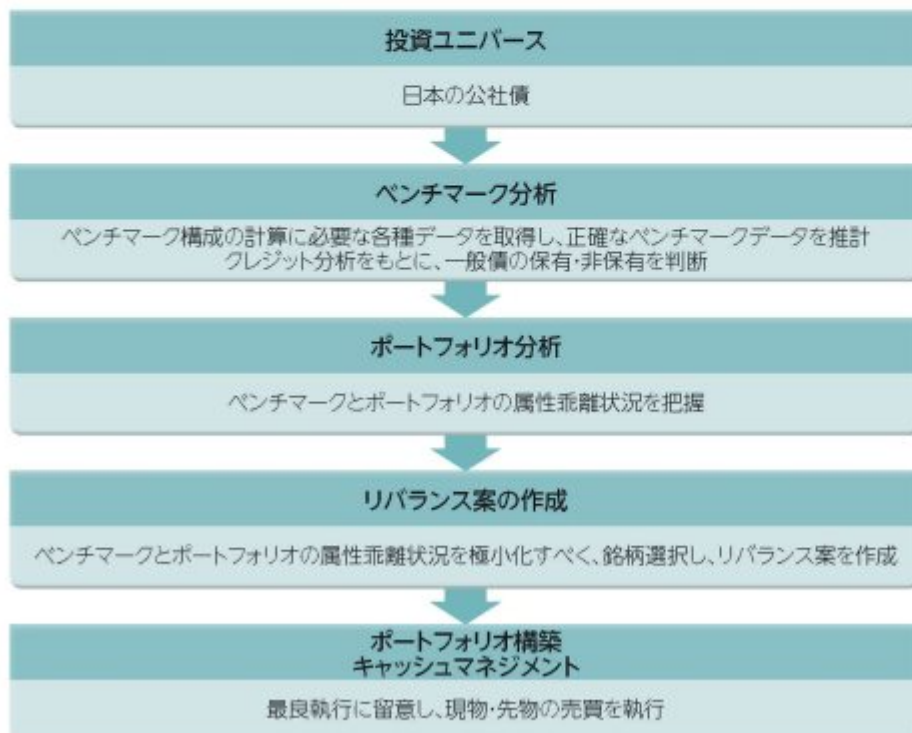 投資ユニバース
日本の公社債
ベンチマーク分析
ベンチマーク構成の計算に必要な各種データを取得し、正確なベンチマークデータを推計
クレジット分析をもとに、一般債の保有・非保有を判断
ポートフォリオ分析
ベンチマークとポートフォリオの属性乖離状況を把握
リバランス案の作成
ベンチマークとポートフォリオの属性乖離状況を極小化すべく、銘柄選択し、リバランス案を作成
ポートフォリオ構築
キャッシュマネジメント
最良執行に留意し、現物・先物の売買を執行